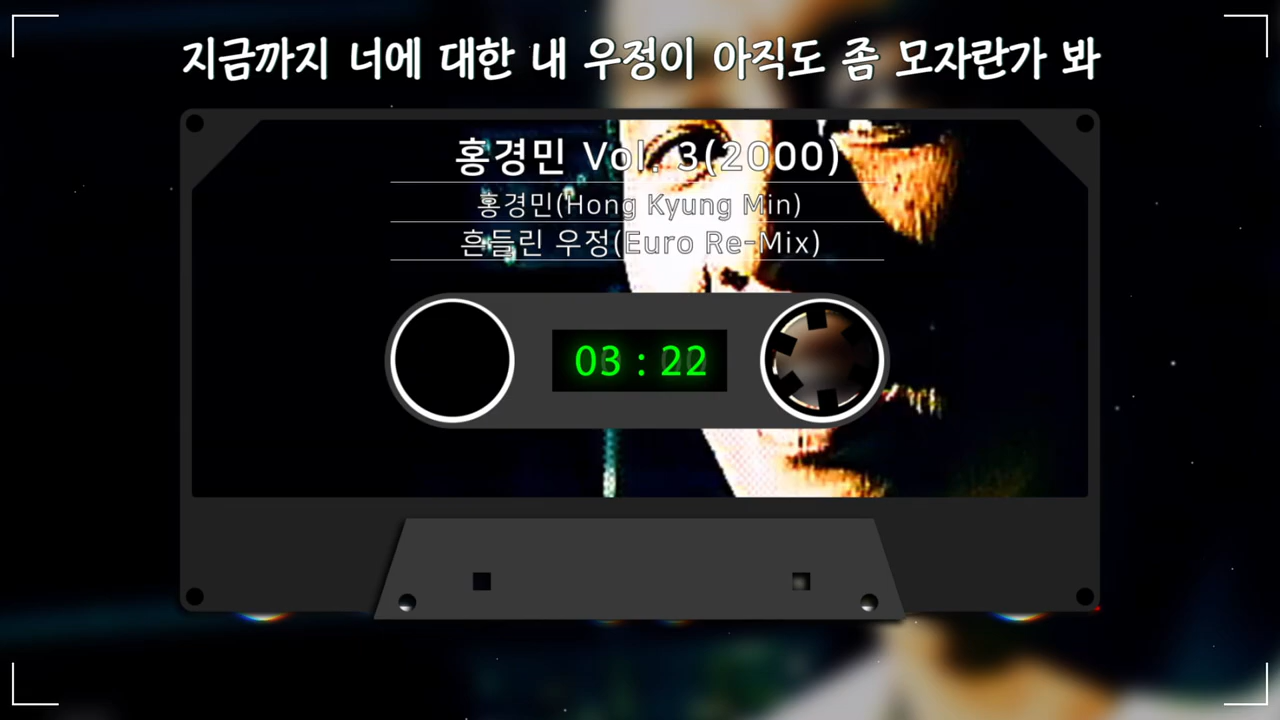 지금까지 너에 대한 내 우정이 아직도 좀 모자란가 봐
홍경민 Vol. 3(2000)
홍경민(Hong Kyung Min)
흔들린 우정(Euro Re-Mix)
03 : 22